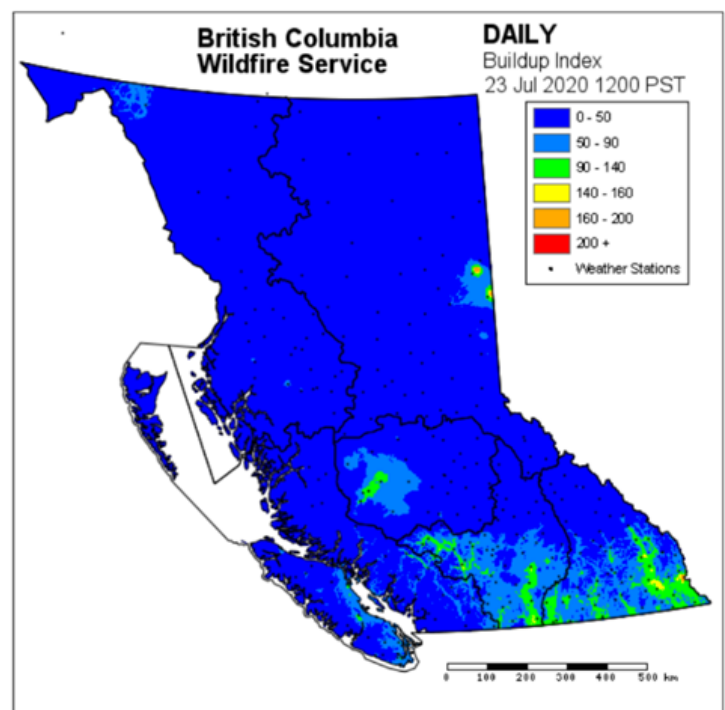 British Columbia
Wildfire Service
DAILY
Buildup Index
23 Jul 2020 1200 PST
0 - 50
50 - 90
90 - 140
140 - 160
160 - 200
200 +
Weather Stations
0 100 200 300 400 500 km